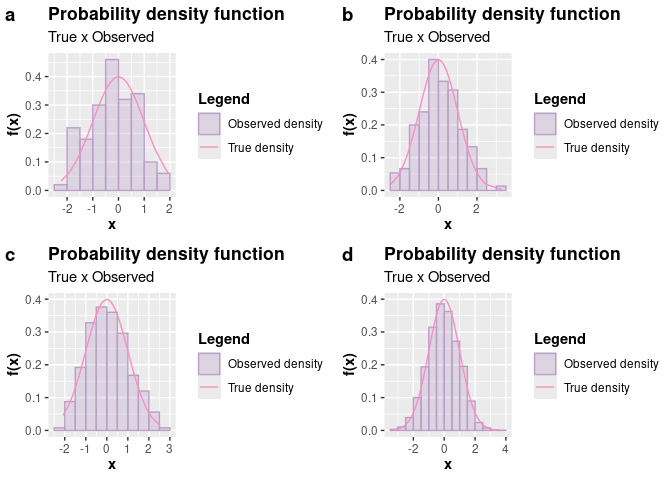 a
Probability density function
True x Observed
f(x)
0.4
0.3
0.2
0.1
0.0
-2 -1 0 1 2
x
Legend
Observed density
True density
b
Probability density function
True x Observed
f(x)
0.4
0.3
0.2
0.1
0.0
-2 0 2
x
Legend
Observed density
True density
c
Probability density function
True x Observed
f(x)
0.4
0.3
0.2
0.1
0.0
-2 -1 0 1 2 3
x
Legend
Observed density
True density
d
Probability density function
True x Observed
f(x)
0.4
0.3
0.2
0.1
0.0
-2 0 2 4
x
Legend
Observed density
True density